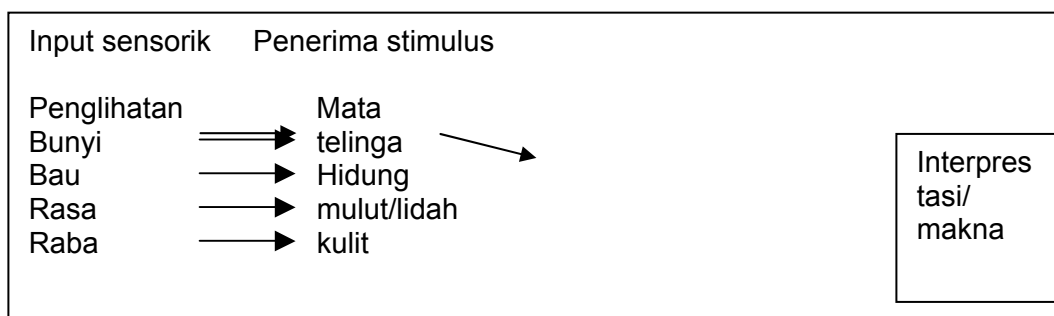 Input sensorik Penerima stimulus
Penglihatan Mata
Bunyi telinga
Bau Hidung
Rasa mulut/lidah
Raba kulit
Interpres
tasi/
makna